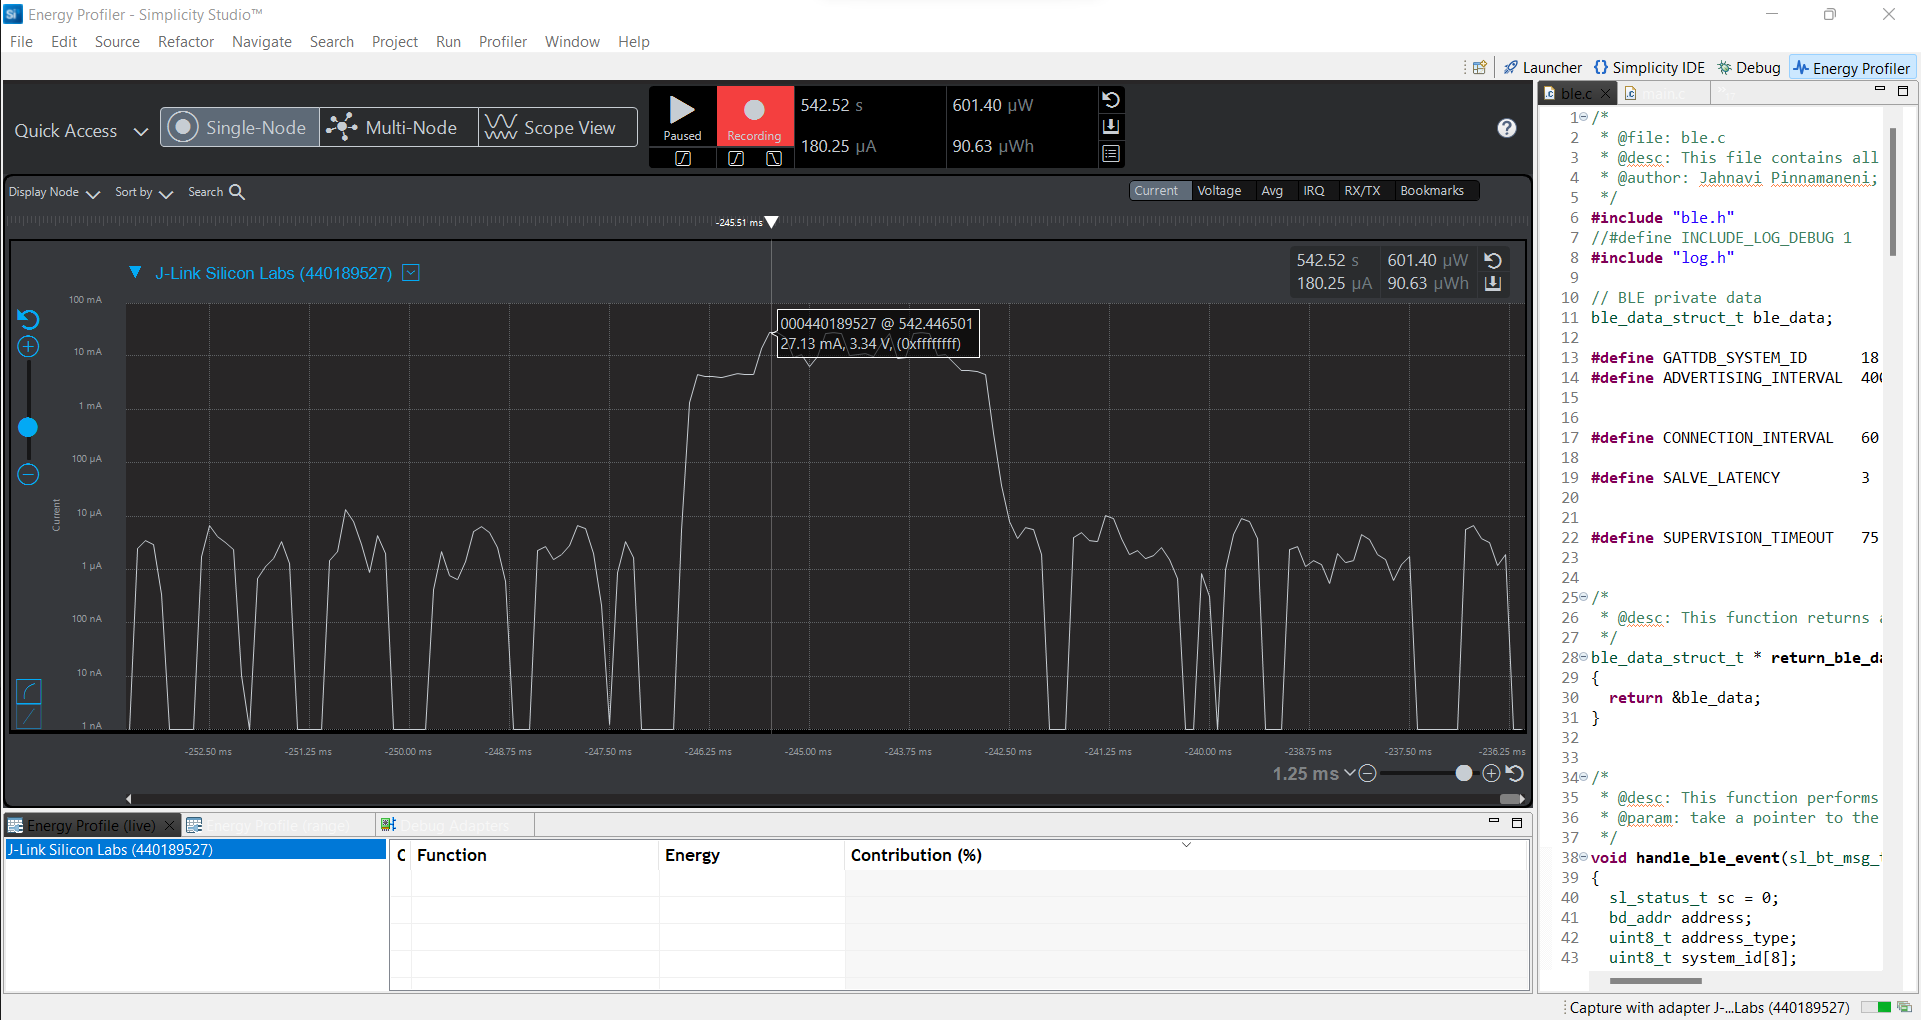 Energy Profiler - Simplicity Studio™
File Edit Source Refactor Navigate Search Project Run Profiler Window Help
Launcher {} Simplicity IDE Debug Energy Profiler
Quick Access Single-Node Multi-Node Scope View
Paused Recording
542.52 s 601.40 µW
180.25 µA 90.63 µWh
Display Node Sort by Search
Current Voltage Avg IRQ RX/TX Bookmarks
-245.51 ms
J-Link Silicon Labs (440189527)
542.52 s 601.40 µW
180.25 µA 90.63 µWh
000440189527 @ 542.446501
27.13 mA, 3.34 V, (0xffffffff)
100 mA
10 mA
1 mA
100 µA
10 µA
1 µA
100 nA
10 nA
1 nA
Current
-252.50 ms -251.25 ms -250.00 ms -248.75 ms -247.50 ms -246.25 ms -245.00 ms -243.75 ms -242.50 ms -241.25 ms -240.00 ms -238.75 ms -237.50 ms -236.25 ms
1.25 ms
Energy Profile (live) Energy Profile (range) Debug Adapters
J-Link Silicon Labs (440189527)
C Function Energy Contribution (%)
ble.c main.c
1 /*
2 * @file: ble.c
3 * @desc: This file contains all
4 * @author: Jahnavi Pinnamaneni;
5 */
6 #include "ble.h"
7 //#define INCLUDE_LOG_DEBUG 1
8 #include "log.h"
9
10 // BLE private data
11 ble_data_struct_t ble_data;
12
13 #define GATTDB_SYSTEM_ID 18
14 #define ADVERTISING_INTERVAL 400
15
16
17 #define CONNECTION_INTERVAL 60
18
19 #define SALVE_LATENCY 3
20
21
22 #define SUPERVISION_TIMEOUT 75
23
24
25 /*
26 * @desc: This function returns a
27 */
28 ble_data_struct_t * return_ble_da
29 {
30 return &ble_data;
31 }
32
33
34 /*
35 * @desc: This function performs
36 * @param: take a pointer to the
37 */
38 void handle_ble_event(sl_bt_msg_t
39 {
40 sl_status_t sc = 0;
41 bd_addr address;
42 uint8_t address_type;
43 uint8_t system_id[8];
Capture with adapter J-...Labs (440189527)